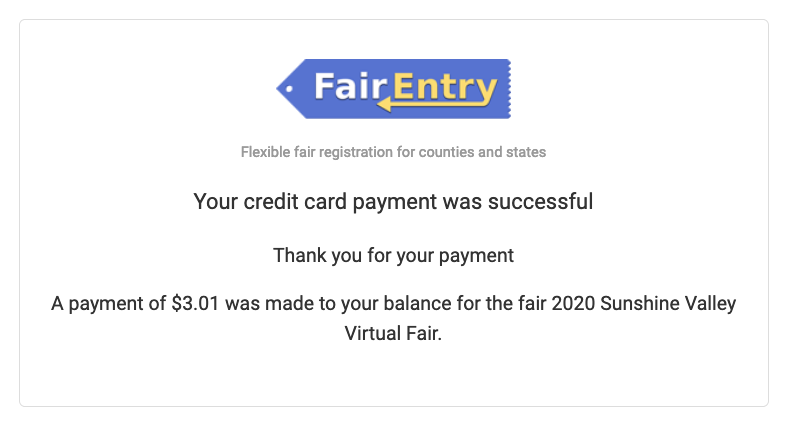 FairEntry
Flexible fair registration for counties and states
Your credit card payment was successful
Thank you for your payment
A payment of $3.01 was made to your balance for the fair 2020 Sunshine Valley
Virtual Fair.